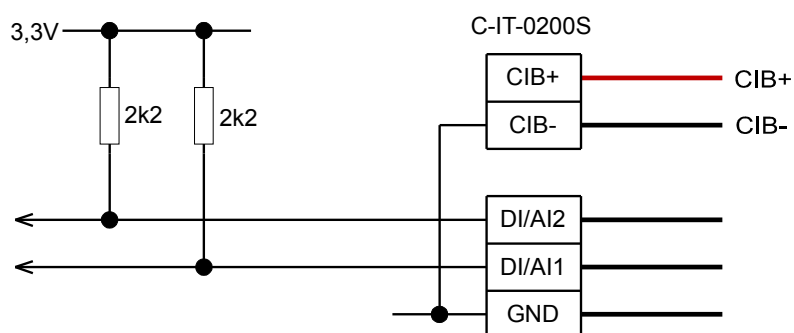 3,3V
C-IT-0200S
2k2
2k2
CIB+
CIB+
CIB-
CIB-
DI/AI2
DI/AI1
GND